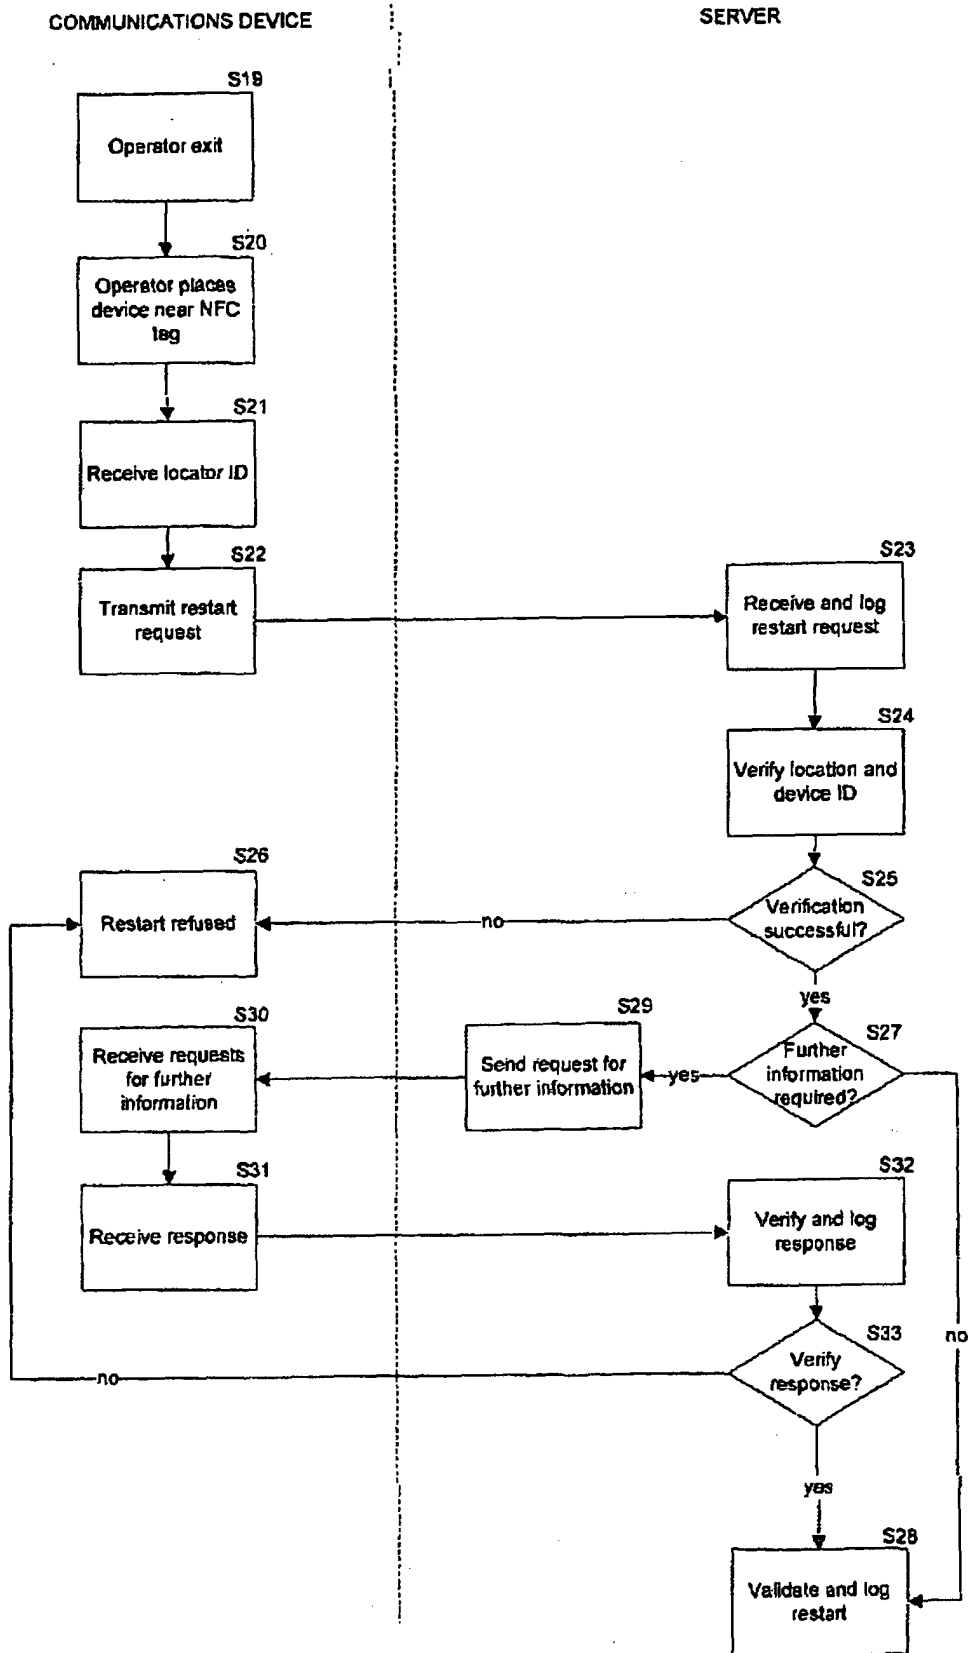 COMMUNICATIONS DEVICE
SERVER
S19
Operator exit
S20
Operator places
device near NFC
tag
S21
Receive locator ID
S22
Transmit restart
request
S23
Receive and log
restart request
S24
Verify location and
device ID
S25
Verification
successful?
no
S26
Restart refused
yes
S27
Further
information
required?
yes
S29
Send request for
further information
S30
Receive requests
for further
information
S31
Receive response
S32
Verify and log
response
S33
Verify
response?
no
no
yes
S28
Validate and log
restart